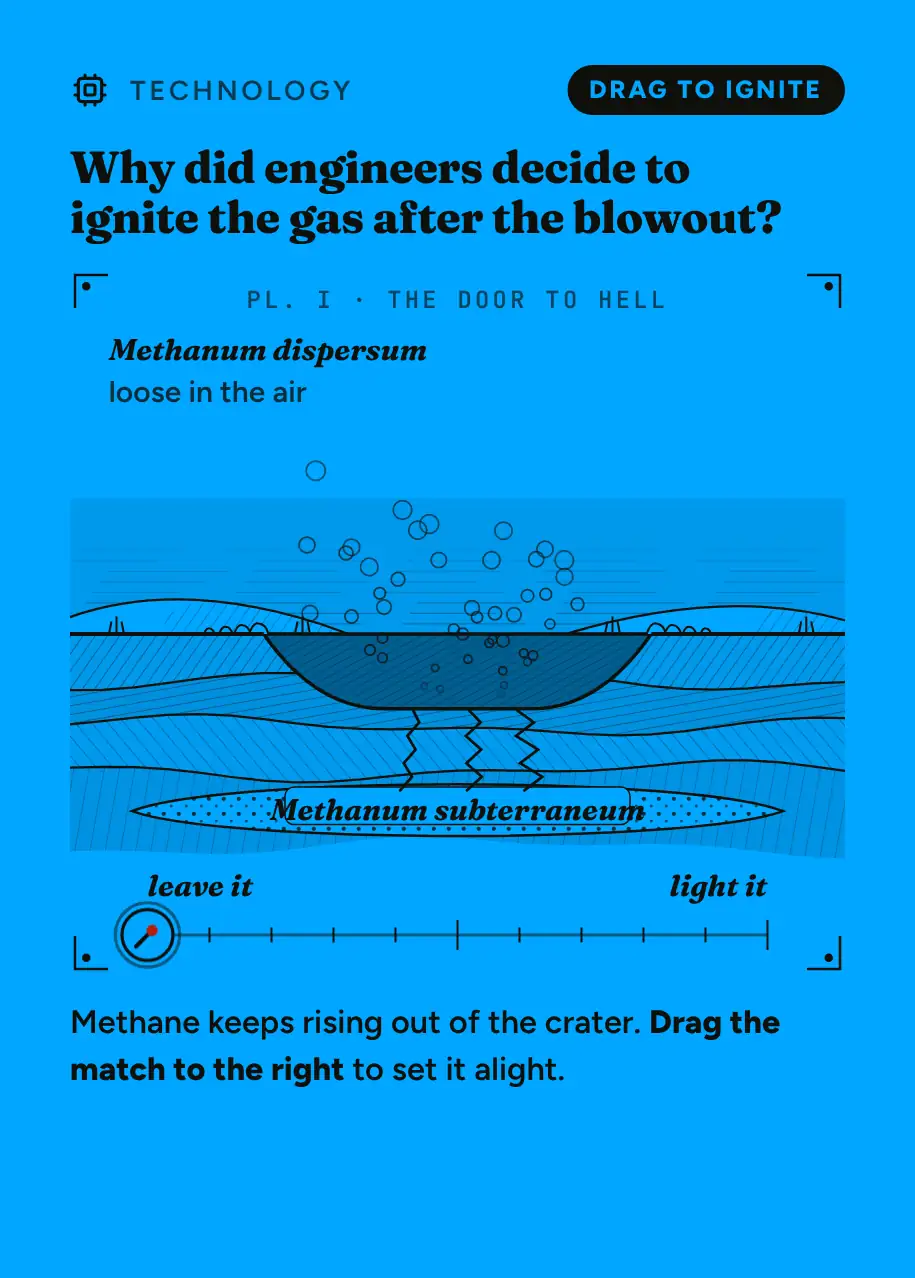 TECHNOLOGY
DRAG TO IGNITE
Why did engineers decide to
ignite the gas after the blowout?
PL. I · THE DOOR TO HELL
Methanum dispersum
loose in the air
Methanum subterraneum
leave it
light it
Methane keeps rising out of the crater. Drag the
match to the right to set it alight.